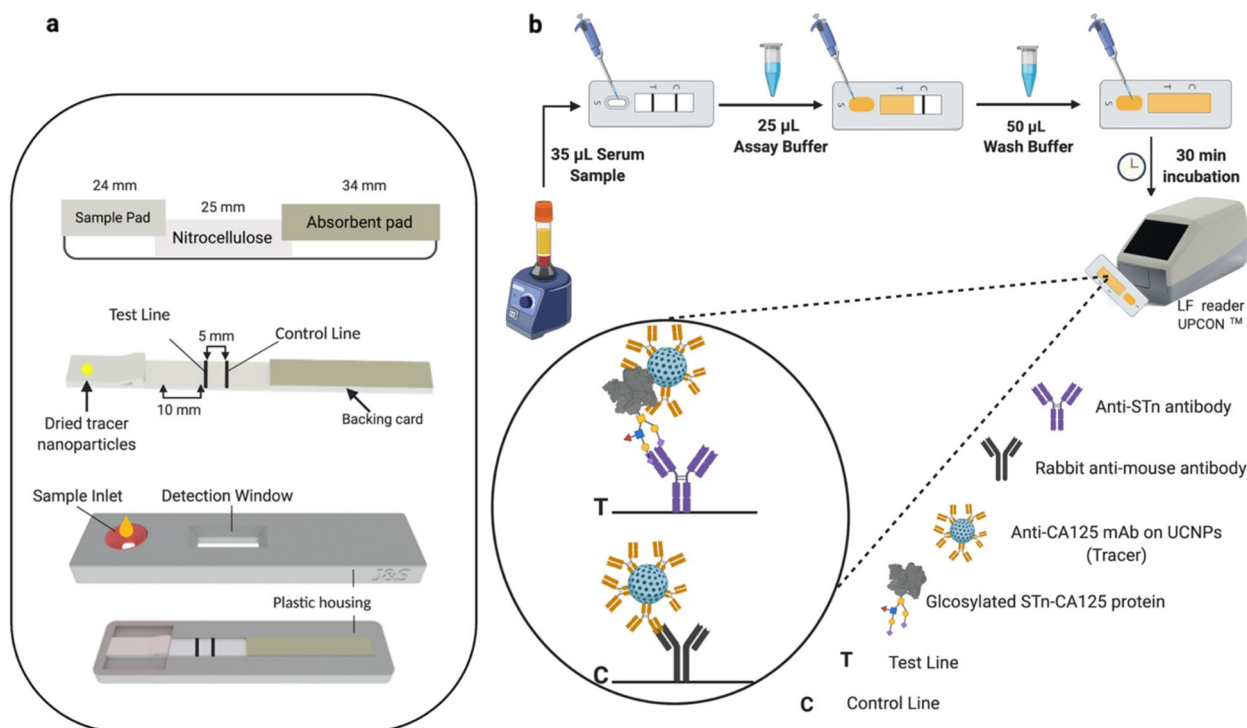 a
24 mm
34 mm
25 mm
Sample Pad
Nitrocellulose
Absorbent pad
Test Line
Control Line
5 mm
10 mm
Dried tracer
nanoparticles
Backing card
Sample Inlet
Detection Window
J&S
Plastic housing
b
S T C
35 µL Serum
Sample
25 µL
Assay Buffer
S T C
50 µL
Wash Buffer
S T C
30 min
incubation
LF reader
UPCON ™
T
C
Anti-STn antibody
Rabbit anti-mouse antibody
Anti-CA125 mAb on UCNPs
(Tracer)
Glcosylated STn-CA125 protein
T Test Line
C Control Line